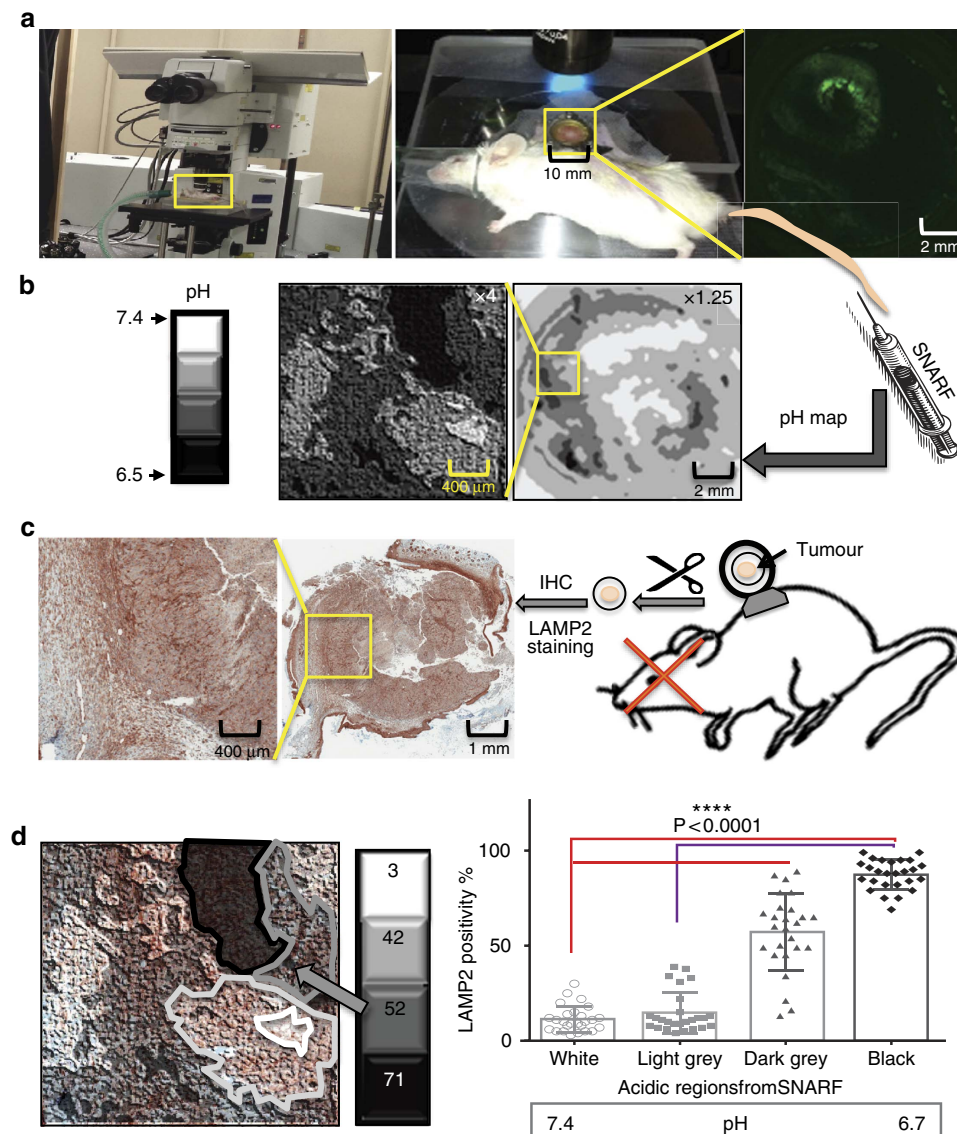 a
10 mm
2 mm
b
pH
7.4
6.5
×4
400 µm
×1.25
2 mm
pH map
SNARF
c
400 µm
1 mm
IHC
LAMP2
staining
Tumour
d
3
42
52
71
****
P<0.0001
LAMP2 positivity %
100
50
0
White Light grey Dark grey Black
Acidic regionsfromSNARF
7.4 pH 6.7